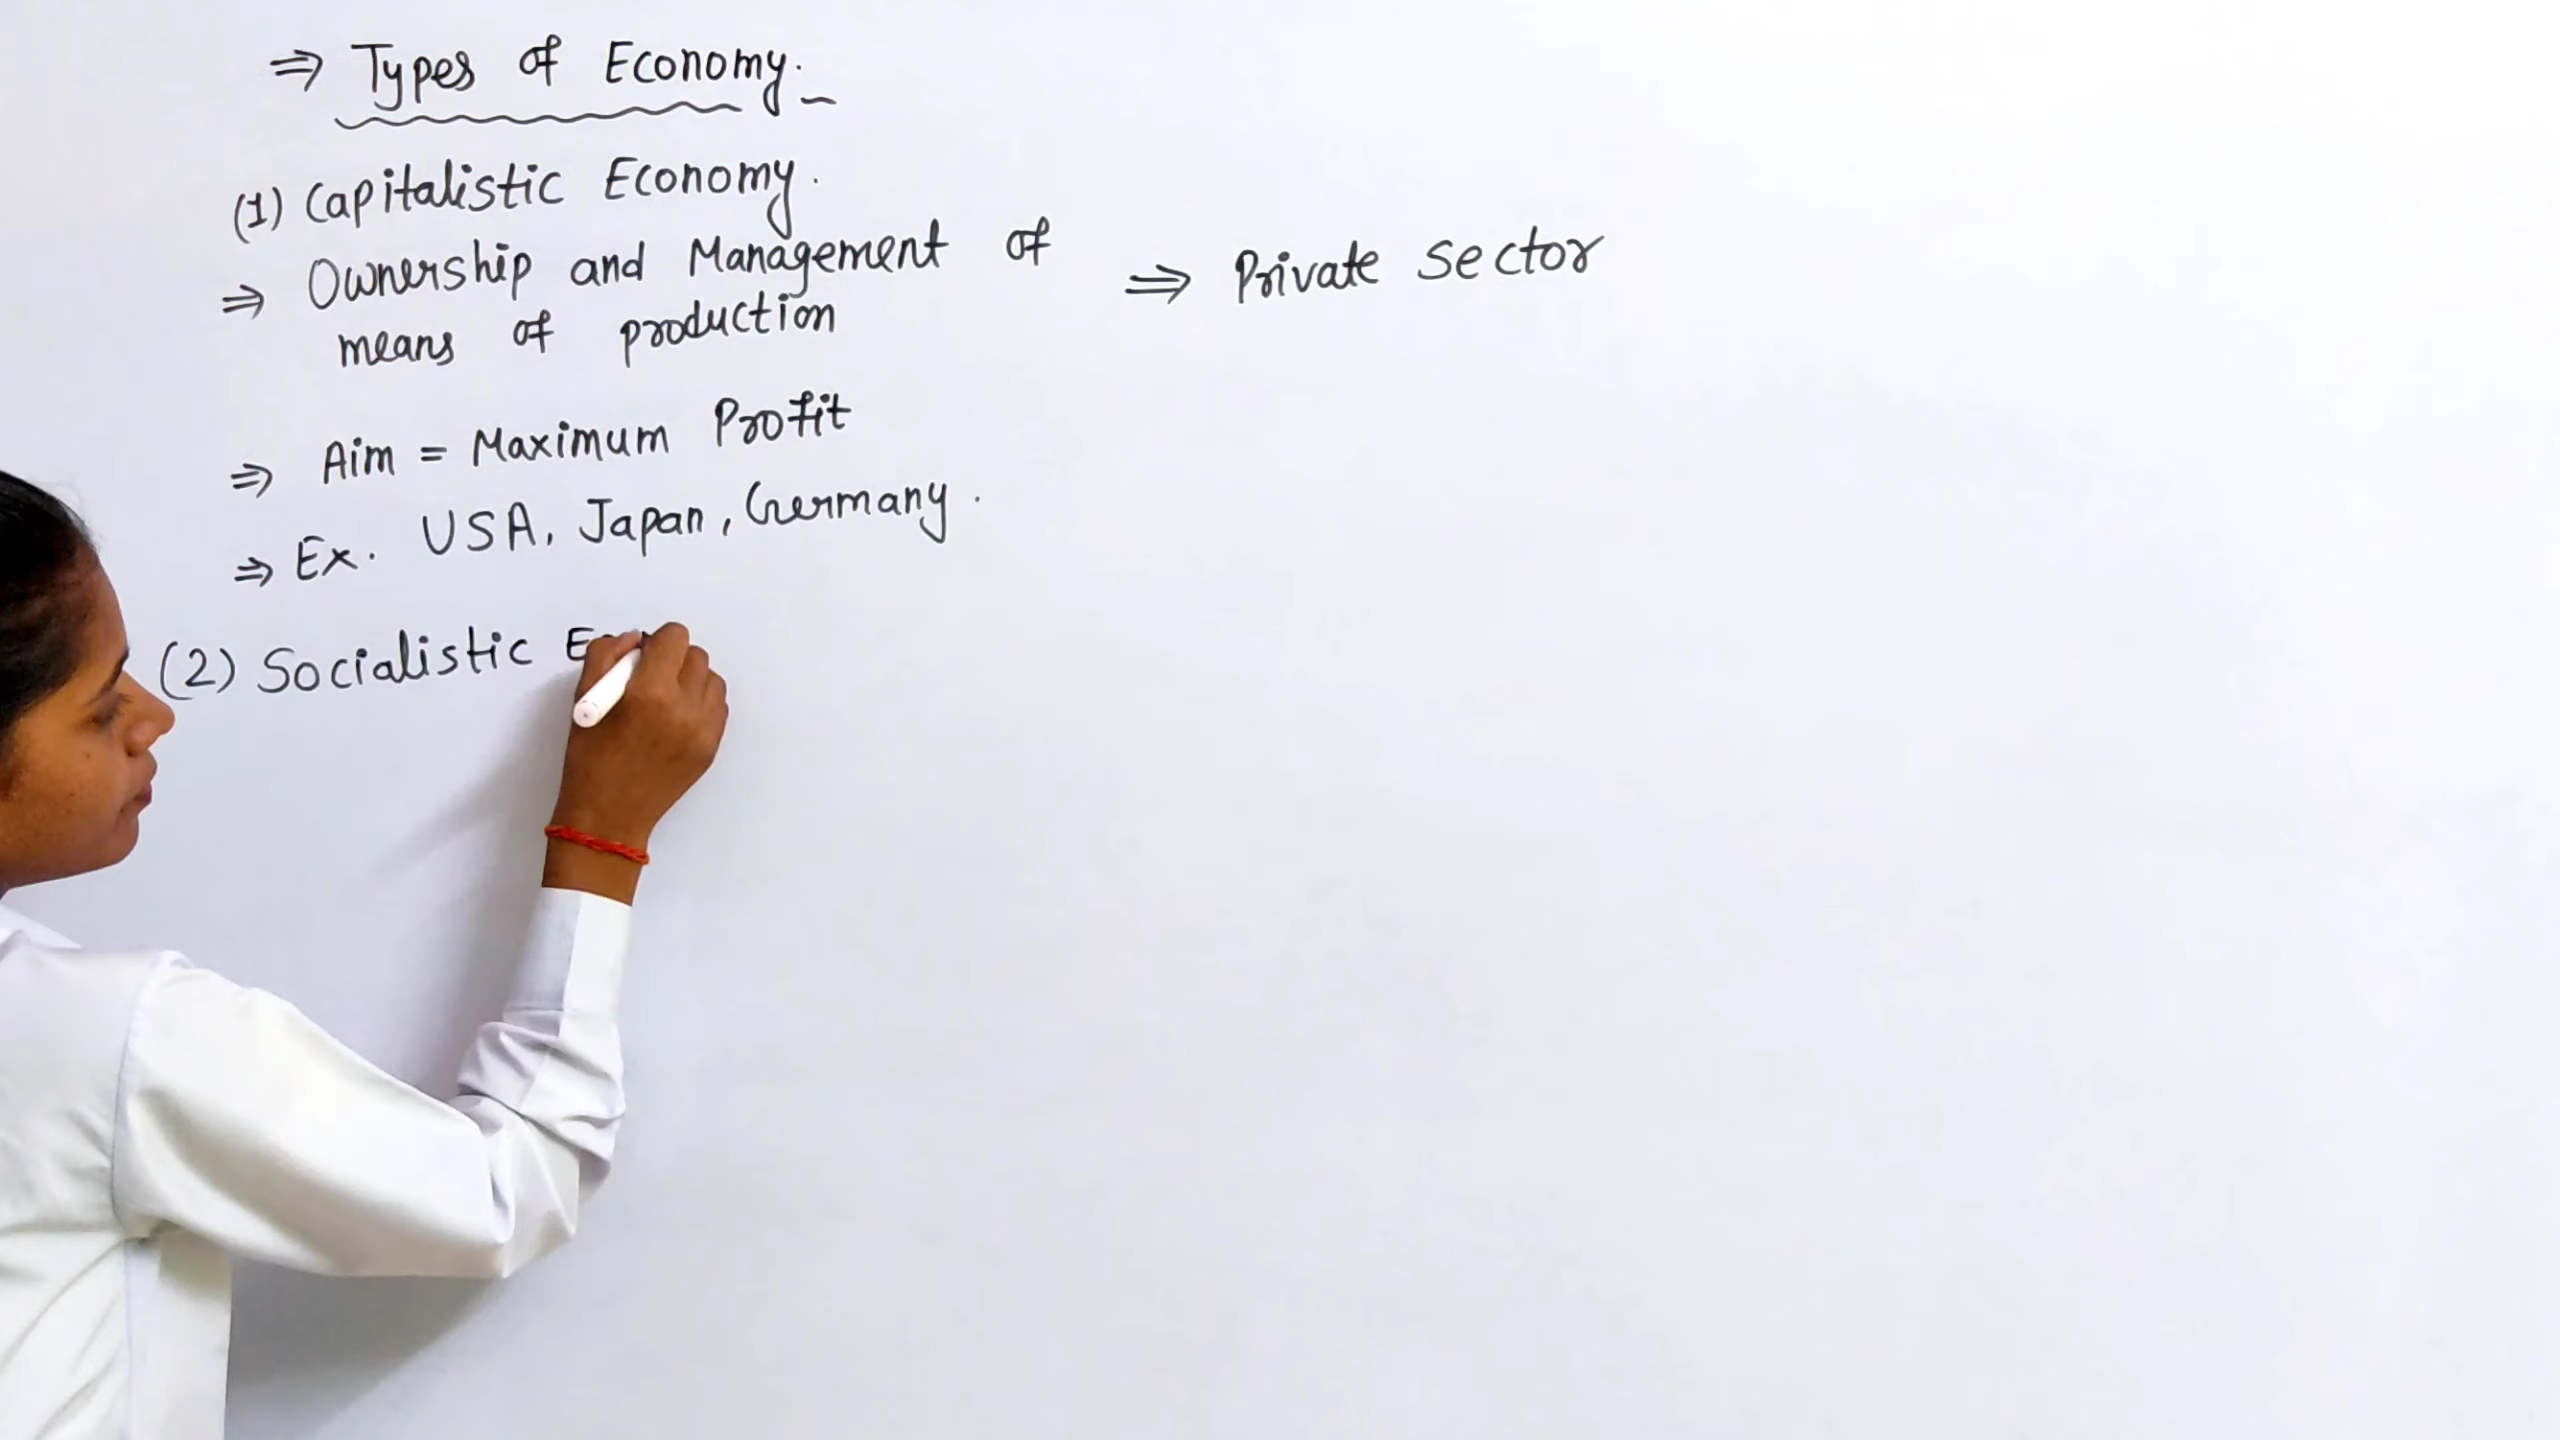 ⇒ Types of Economy.
(1) Capitalistic Economy.
⇒ Ownership and Management of
means of production
⇒ Private Sector
⇒ Aim = Maximum Profit
⇒ Ex. USA, Japan, Germany.
(2) Socialistic